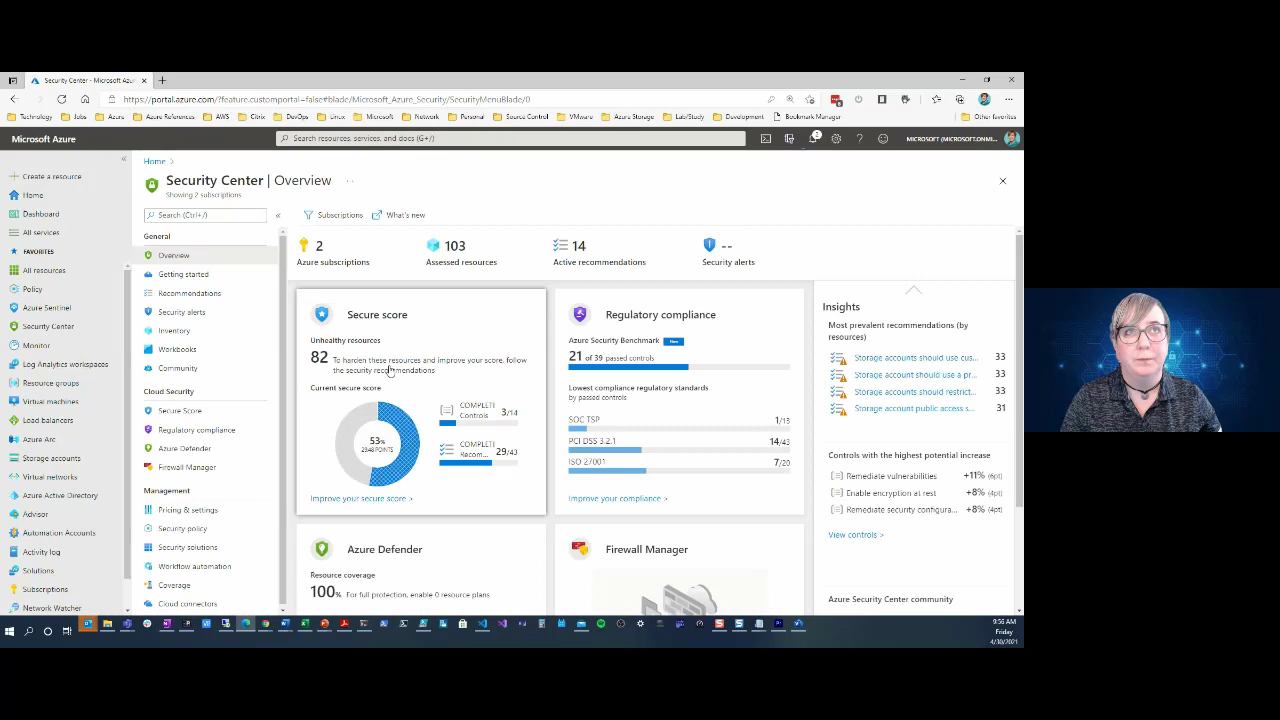 Security Center - Microsoft Azu
https://portal.azure.com/?feature.customportal=false#blade/Microsoft_Azure_Security/SecurityMenuBlade/0
Technology Jobs Azure Azure References AWS Citrix DevOps Linux Microsoft Network Personal Source Control VMware Azure Storage Lab/Study Development Bookmark Manager Other favorites
Microsoft Azure
Search resources, services, and docs (G+/)
1
MICROSOFT (MICROSOFT.ONMI...
Create a resource
Home
Dashboard
All services
FAVORITES
All resources
Policy
Azure Sentinel
Security Center
Monitor
Log Analytics workspaces
Resource groups
Virtual machines
Load balancers
Azure Arc
Storage accounts
Virtual networks
Azure Active Directory
Advisor
Automation Accounts
Activity log
Solutions
Subscriptions
Network Watcher
Home >
Security Center | Overview ...
Showing 2 subscriptions
Search (Ctrl+/)
General
Overview
Getting started
Recommendations
Security alerts
Inventory
Workbooks
Community
Cloud Security
Secure Score
Regulatory compliance
Azure Defender
Firewall Manager
Management
Pricing & settings
Security policy
Security solutions
Workflow automation
Coverage
Cloud connectors
Subscriptions What's new
2
Azure subscriptions
103
Assessed resources
14
Active recommendations
--
Security alerts
Secure score
Unhealthy resources
82 To harden these resources and improve your score, follow
the security recommendations
Current secure score
53%
COMPLETI
Controls 3/14
COMPLETI
Recom... 29/43
Improve your secure score >
Regulatory compliance
Azure Security Benchmark New
21 of 39 passed controls
Lowest compliance regulatory standards
by passed controls
SOC TSP 1/13
PCI DSS 3.2.1 14/43
ISO 27001 7/20
Improve your compliance >
Azure Defender
Resource coverage
100% For full protection, enable 0 resource plans
Firewall Manager
Insights
Most prevalent recommendations (by
resources)
Storage accounts should use cus... 33
Storage accounts should use a pr... 33
Storage accounts should restrict... 33
Storage account public access s... 31
Controls with the highest potential increase
Remediate vulnerabilities +11% (6pt)
Enable encryption at rest +8% (4pt)
Remediate security configura... +8% (4pt)
View controls >
Azure Security Center community
9:56 AM
Friday
4/30/2021